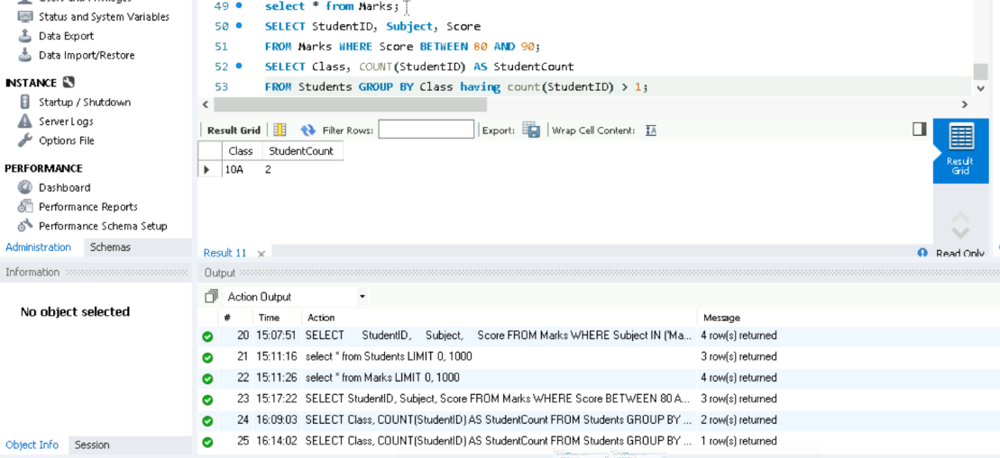 Status and System Variables
Data Export
Data Import/Restore
INSTANCE
Startup / Shutdown
Server Logs
Options File
PERFORMANCE
Dashboard
Performance Reports
Performance Schema Setup
Administration Schemas
Information
No object selected
Object Info Session
49 select * from Marks;
50 SELECT StudentID, Subject, Score
51 FROM Marks WHERE Score BETWEEN 80 AND 90;
52 SELECT Class, COUNT(StudentID) AS StudentCount
53 FROM Students GROUP BY Class having count(StudentID) > 1;
Result Grid Filter Rows: Export: Wrap Cell Content:
Class StudentCount
10A 2
Result
Grid
Result 11 Read Only
Output
Action Output
# Time Action Message
20 15:07:51 SELECT StudentID, Subject, Score FROM Marks WHERE Subject IN ('Ma... 4 row(s) returned
21 15:11:16 select * from Students LIMIT 0, 1000 3 row(s) returned
22 15:11:26 select * from Marks LIMIT 0, 1000 4 row(s) returned
23 15:17:22 SELECT StudentID, Subject, Score FROM Marks WHERE Score BETWEEN 80 A... 3 row(s) returned
24 16:09:03 SELECT Class, COUNT(StudentID) AS StudentCount FROM Students GROUP BY ... 2 row(s) returned
25 16:14:02 SELECT Class, COUNT(StudentID) AS StudentCount FROM Students GROUP BY ... 1 row(s) returned